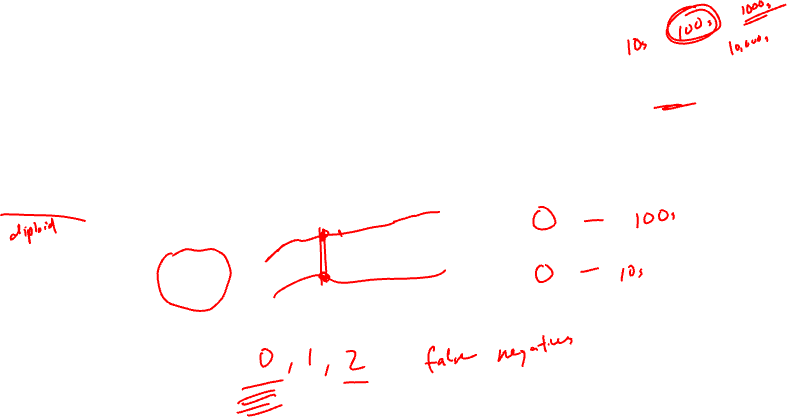 10s 100s 1000s
10,000s
diploid
0 - 100s
0 - 10s
0, 1, 2 false negatives